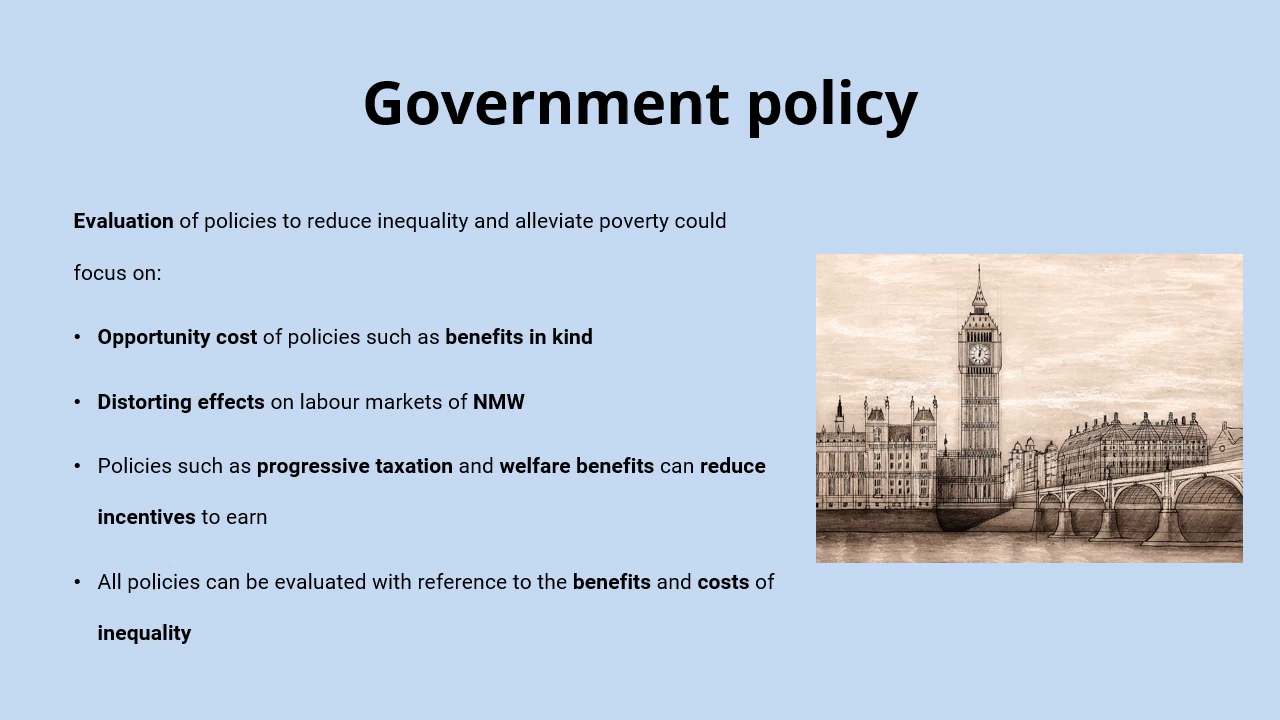 Government policy
Evaluation of policies to reduce inequality and alleviate poverty could
focus on:
• Opportunity cost of policies such as benefits in kind
• Distorting effects on labour markets of NMW
• Policies such as progressive taxation and welfare benefits can reduce
incentives to earn
• All policies can be evaluated with reference to the benefits and costs of
inequality